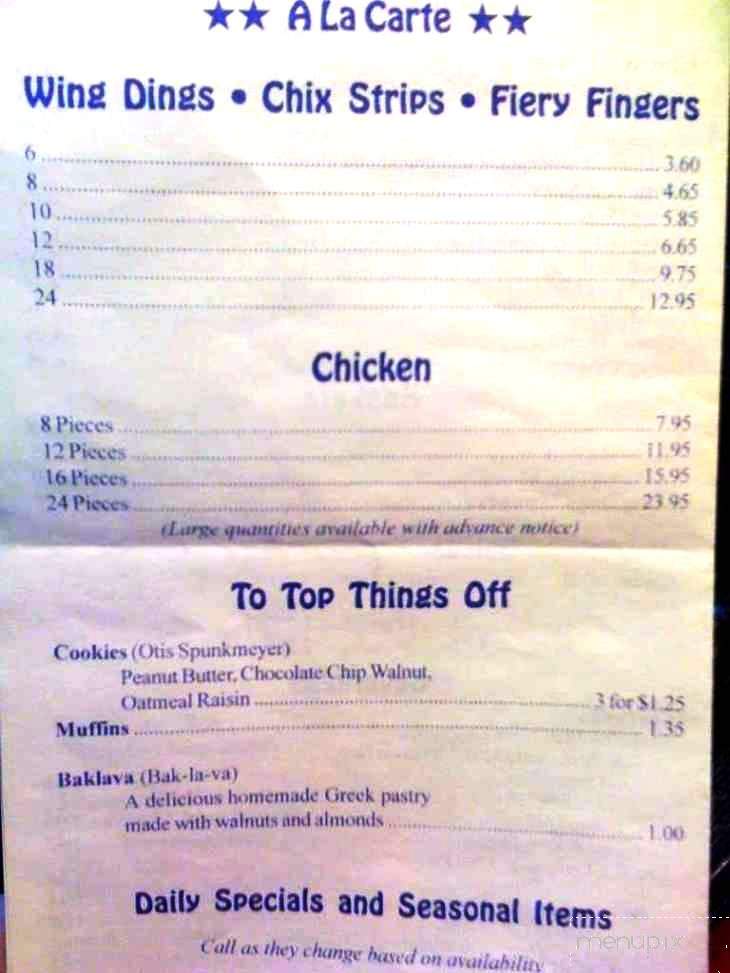 ★★ A La Carte ★★
Wing Dings • Chix Strips • Fiery Fingers
6 ........ 3.60
8 ........ 4.65
10 ........ 5.85
12 ........ 6.65
18 ........ 9.75
24 ........ 12.95
Chicken
8 Pieces ........ 7.95
12 Pieces ........ 11.95
16 Pieces ........ 15.95
24 Pieces ........ 23.95
(Large quantities available with advance notice)
To Top Things Off
Cookies (Otis Spunkmeyer)
Peanut Butter, Chocolate Chip Walnut,
Oatmeal Raisin ........ 3 for $1.25
Muffins ........ 1.35
Baklava (Bak-la-va)
A delicious homemade Greek pastry
made with walnuts and almonds ........ 1.00
Daily Specials and Seasonal Items
Call as they change based on availability
menupix